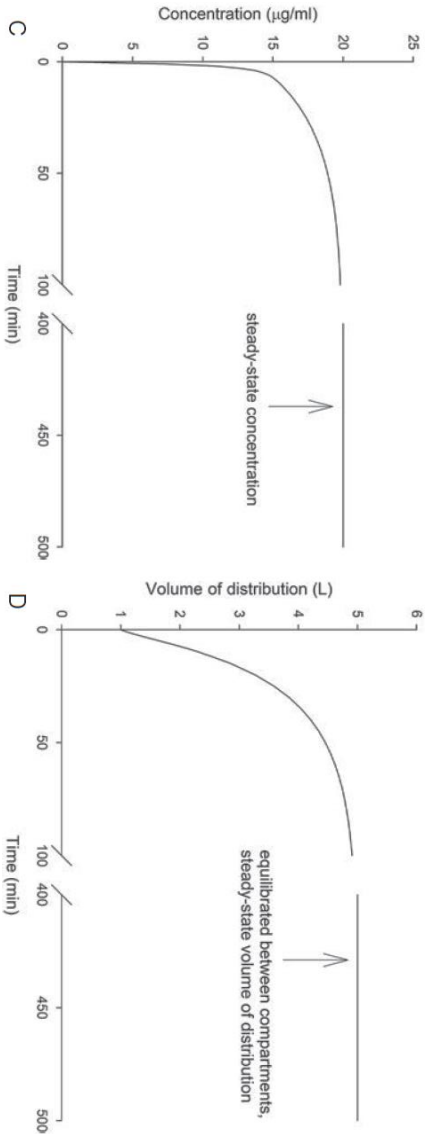 C
Concentration (µg/ml)
25
20
15
10
5
0
0
50
100
400
450
500
Time (min)
steady-state concentration
D
Volume of distribution (L)
6
5
4
3
2
1
0
0
50
100
400
450
500
Time (min)
equilibrated between compartments,
steady-state volume of distribution